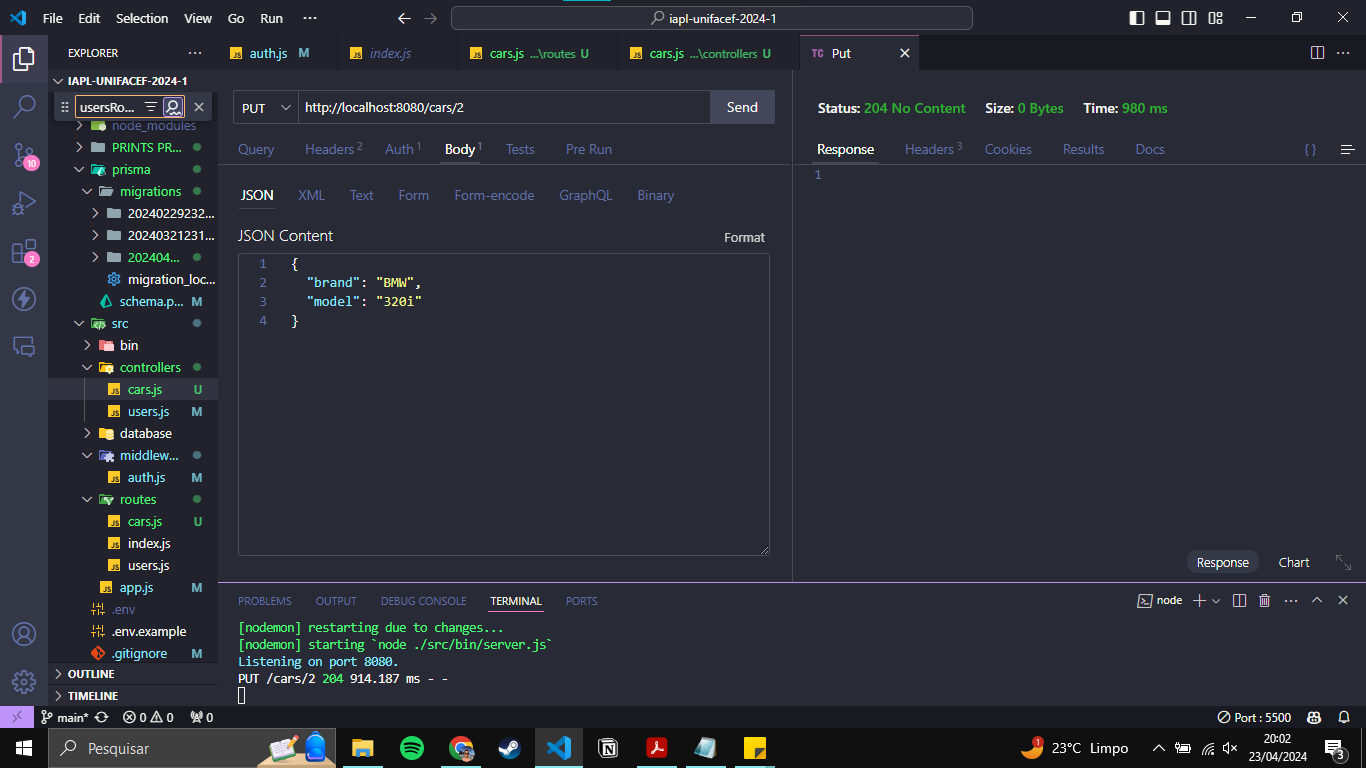 File Edit Selection View Go Run ··· iapl-unifacef-2024-1
EXPLORER ···
auth.js M
index.js
cars.js ...\routes U
cars.js ...\controllers U
TC Put
IAPL-UNIFACEF-2024-1
usersRo...
node_modules
PRINTS PR...
prisma
migrations
20240229232...
20240321231...
202404...
migration_loc...
schema.p... M
src
bin
controllers
cars.js U
users.js M
database
middlew...
auth.js M
routes
cars.js U
index.js
users.js
app.js M
.env
.env.example
.gitignore M
OUTLINE
TIMELINE
10
2
PUT http://localhost:8080/cars/2 Send
Query Headers 2 Auth 1 Body 1 Tests Pre Run
JSON XML Text Form Form-encode GraphQL Binary
JSON Content Format
1 {
2 "brand": "BMW",
3 "model": "320i"
4 }
Status: 204 No Content Size: 0 Bytes Time: 980 ms
Response Headers 3 Cookies Results Docs { }
1
Response Chart
PROBLEMS OUTPUT DEBUG CONSOLE TERMINAL PORTS node
[nodemon] restarting due to changes...
[nodemon] starting `node ./src/bin/server.js`
Listening on port 8080.
PUT /cars/2 204 914.187 ms - -
main* 0 0 0 Port : 5500
Pesquisar
1
23°C Limpo
20:02
23/04/2024
3